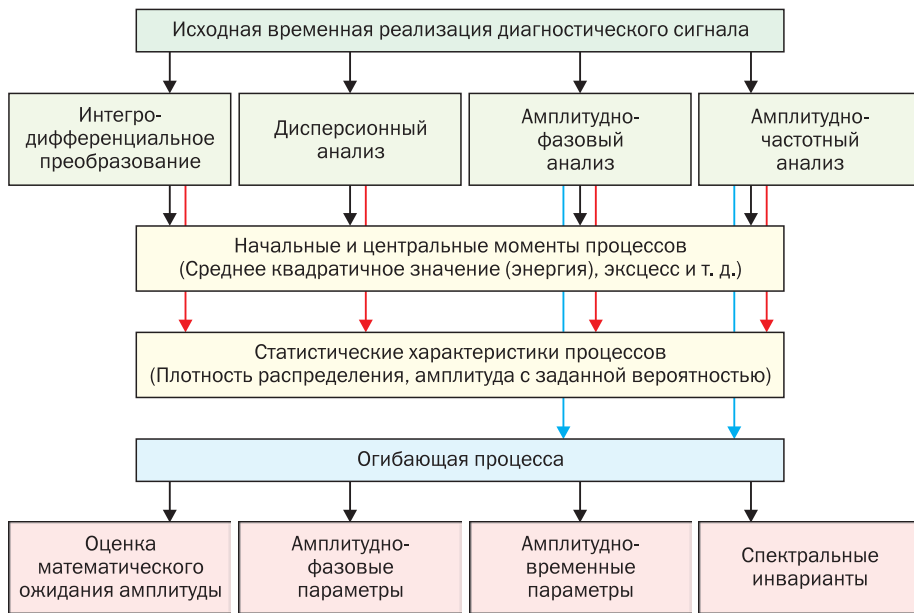 Исходная временная реализация диагностического сигнала
Интегро-
дифференциальное
преобразование
Дисперсионный
анализ
Амплитудно-
фазовый
анализ
Амплитудно-
частотный
анализ
Начальные и центральные моменты процессов
(Среднее квадратичное значение (энергия), эксцесс и т. д.)
Статистические характеристики процессов
(Плотность распределения, амплитуда с заданной вероятностью)
Огибающая процесса
Оценка
математического
ожидания амплитуды
Амплитудно-
фазовые
параметры
Амплитудно-
временные
параметры
Спектральные
инварианты